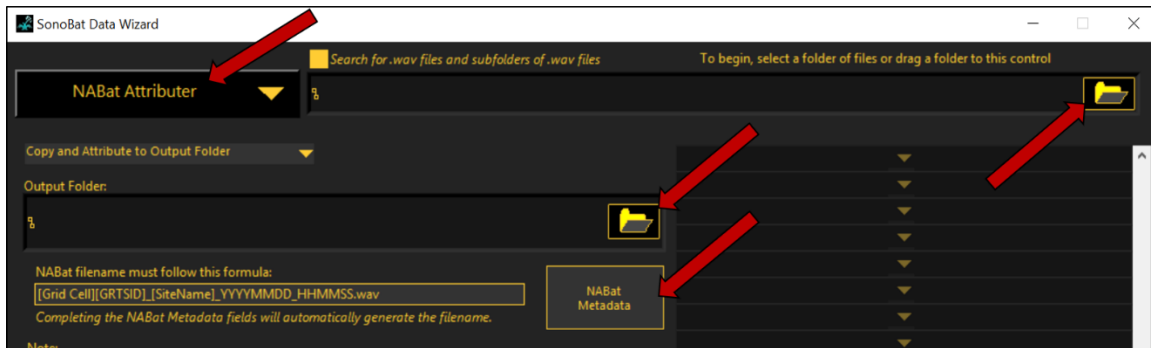 SonoBat Data Wizard
Search for .wav files and subfolders of .wav files
To begin, select a folder of files or drag a folder to this control
NABat Attributer
Copy and Attribute to Output Folder
Output Folder:
NABat filename must follow this formula:
[Grid Cell][GRTSID]_[SiteName]_YYYYMMDD_HHMMSS.wav
Completing the NABat Metadata fields will automatically generate the filename.
NABat
Metadata
Note: